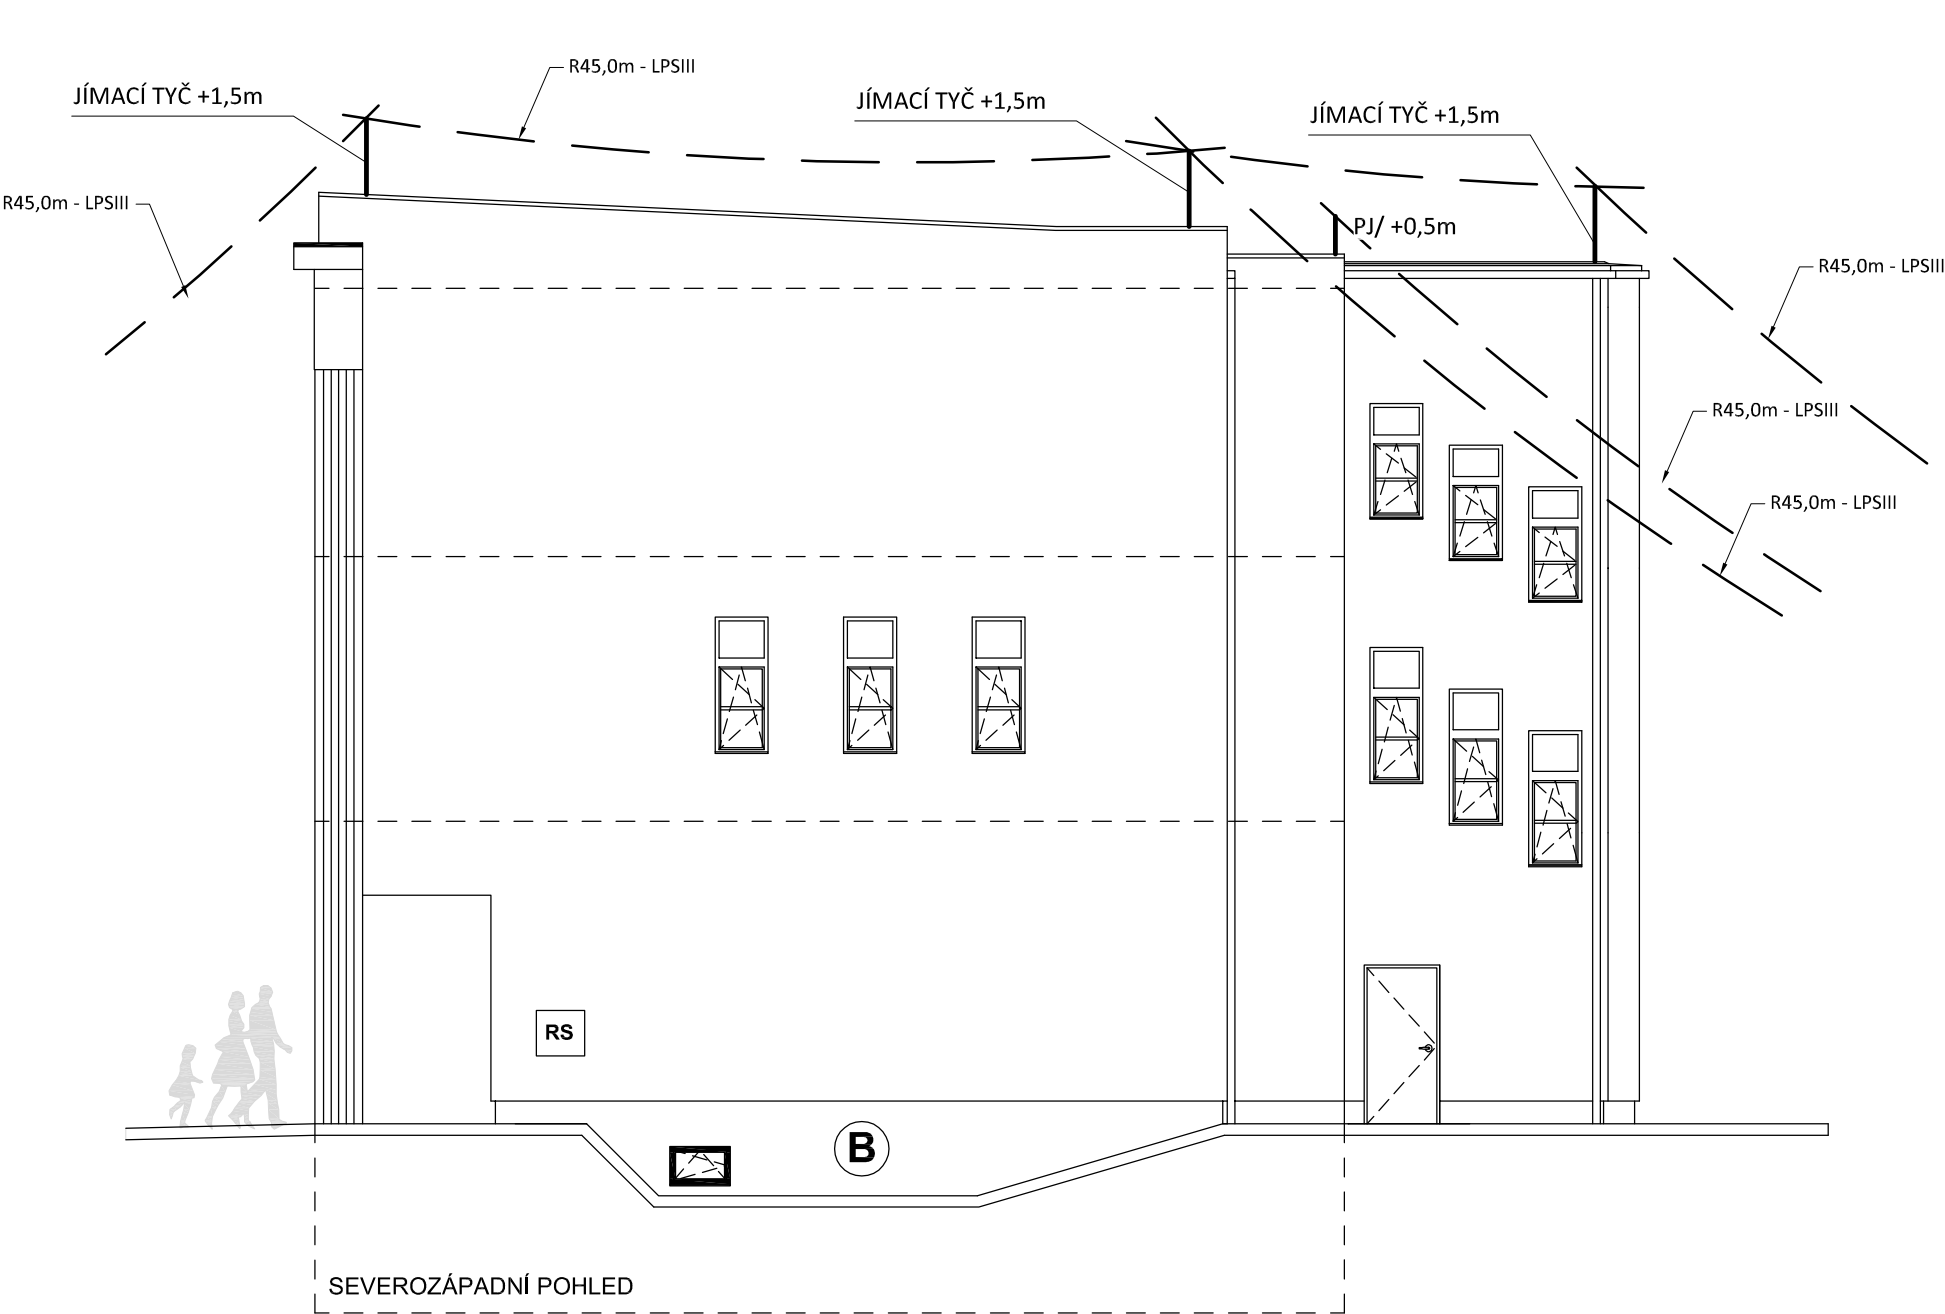 R45,0m - LPSIII
JÍMACÍ TYČ +1,5m
JÍMACÍ TYČ +1,5m
JÍMACÍ TYČ +1,5m
R45,0m - LPSIII
PJ/ +0,5m
R45,0m - LPSIII
R45,0m - LPSIII
R45,0m - LPSIII
RS
B
SEVEROZÁPADNÍ POHLED